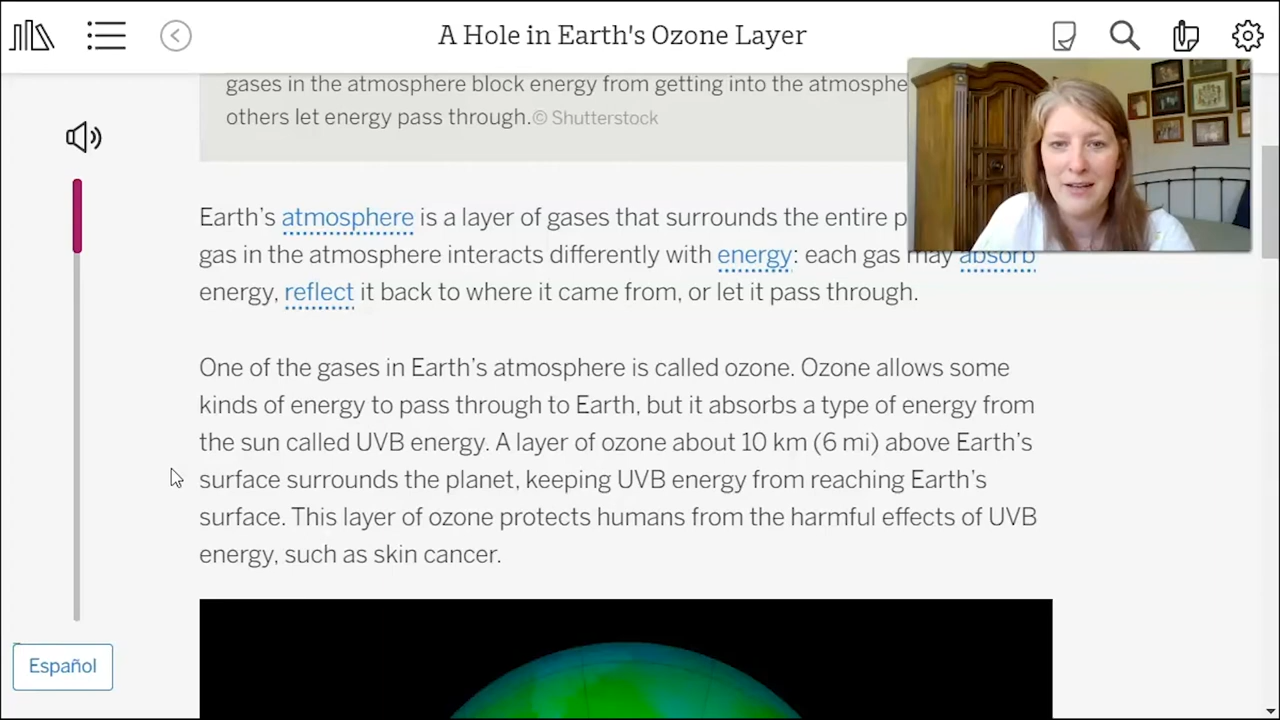 A Hole in Earth's Ozone Layer
gases in the atmosphere block energy from getting into the
others let energy pass through.© Shutterstock
Earth's atmosphere is a layer of gases that surrounds the entire
gas in the atmosphere interacts differently with energy: each gas may absorb
energy, reflect it back to where it came from, or let it pass through.
One of the gases in Earth's atmosphere is called ozone. Ozone allows some
kinds of energy to pass through to Earth, but it absorbs a type of energy from
the sun called UVB energy. A layer of ozone about 10 km (6 mi) above Earth's
surface surrounds the planet, keeping UVB energy from reaching Earth's
surface. This layer of ozone protects humans from the harmful effects of UVB
energy, such as skin cancer.
Español